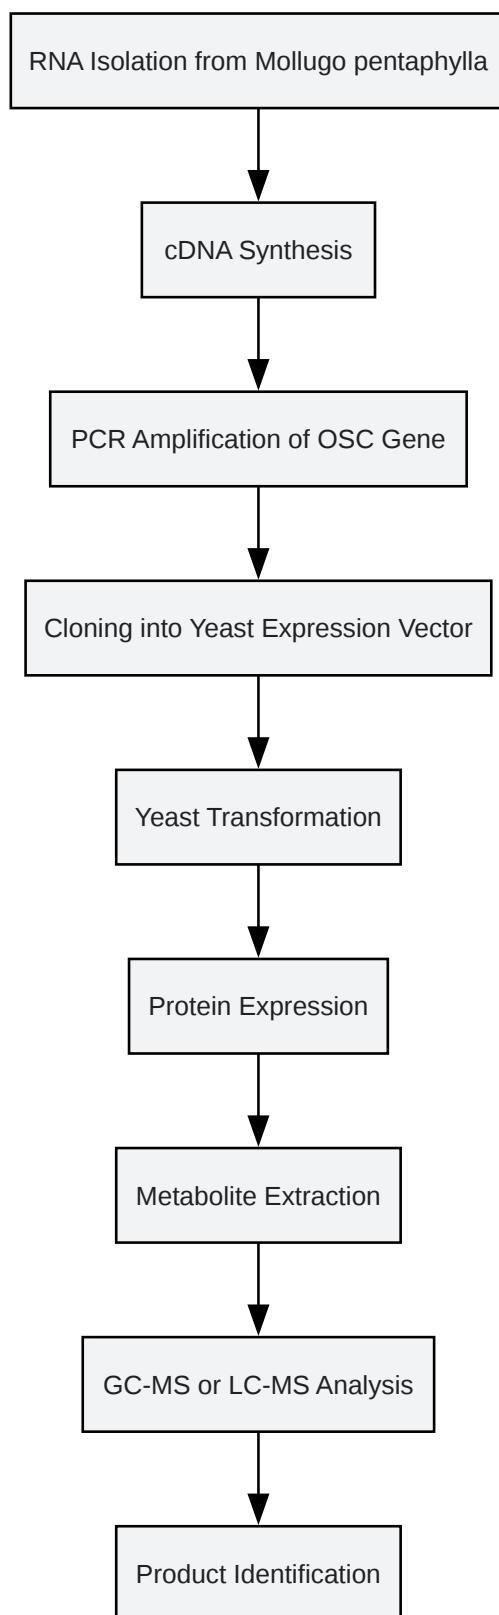 RNA Isolation from Mollugo pentaphylla
cDNA Synthesis
PCR Amplification of OSC Gene
Cloning into Yeast Expression Vector
Yeast Transformation
Protein Expression
Metabolite Extraction
GC-MS or LC-MS Analysis
Product Identification